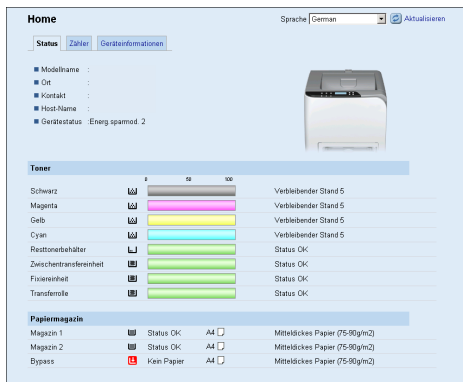 Home
Sprache German Aktualisieren
Status Zähler Geräteinformationen
Modellname :
Ort :
Kontakt :
Host-Name :
Gerätestatus :Energ.sparmod. 2
Toner
0 50 100
Schwarz Verbleibender Stand 5
Magenta Verbleibender Stand 5
Gelb Verbleibender Stand 5
Cyan Verbleibender Stand 5
Resttonerbehälter Status OK
Zwischentransfereinheit Status OK
Fixiereinheit Status OK
Transferrolle Status OK
Papiermagazin
Magazin 1 Status OK A4 Mitteldickes Papier (75-90g/m2)
Magazin 2 Status OK A4 Mitteldickes Papier (75-90g/m2)
Bypass Kein Papier A4 Mitteldickes Papier (75-90g/m2)